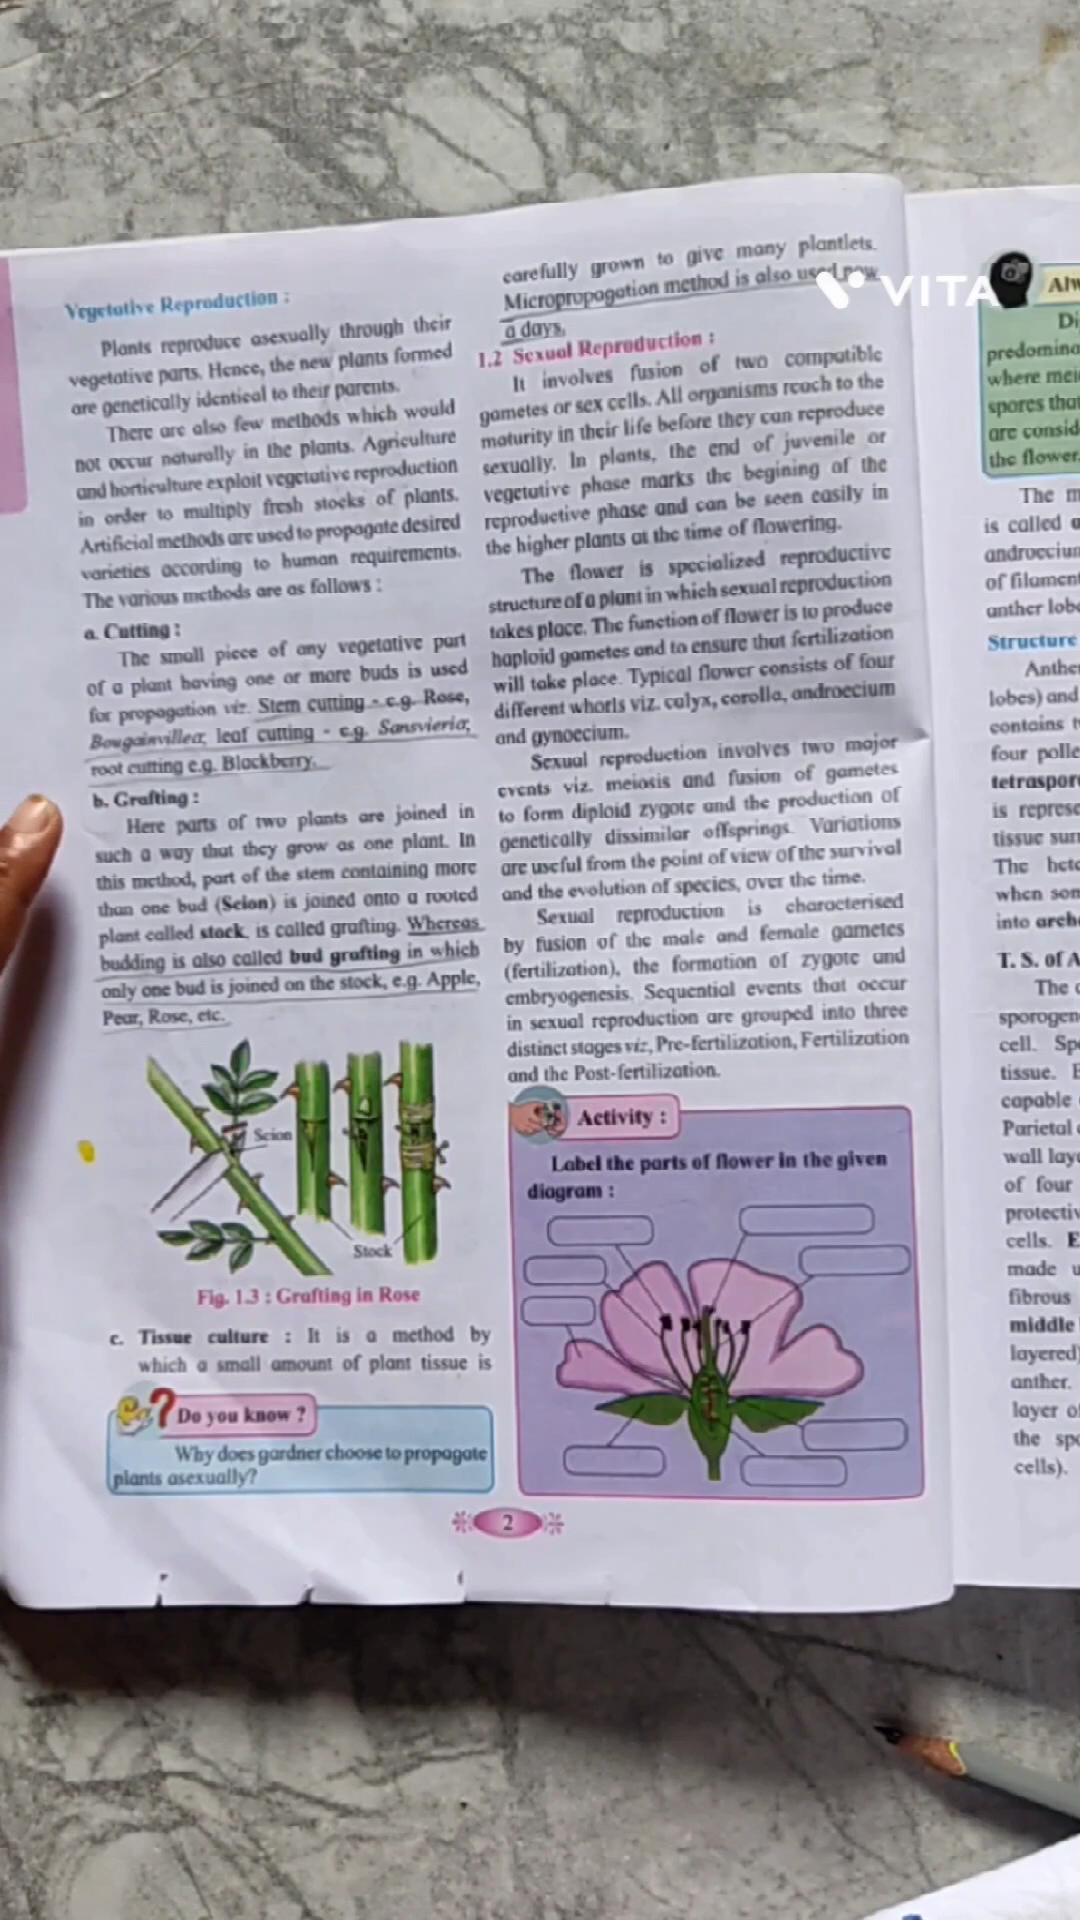 Vegetative Reproduction :
Plants reproduce asexually through their
vegetative parts. Hence, the new plants formed
are genetically identical to their parents.
There are also few methods which would
not occur naturally in the plants. Agriculture
and horticulture exploit vegetative reproduction
in order to multiply fresh stocks of plants.
Artificial methods are used to propagate desired
varieties according to human requirements.
The various methods are as follows :
a. Cutting :
The small piece of any vegetative part
of a plant having one or more buds is used
for propagation viz. Stem cutting - e.g. Rose,
Bougainvillea, leaf cutting - e.g. Sansvieria,
root cutting e.g. Blackberry.
b. Grafting :
Here parts of two plants are joined in
such a way that they grow as one plant. In
this method, part of the stem containing more
than one bud (Scion) is joined onto a rooted
plant called stock, is called grafting. Whereas
budding is also called bud grafting in which
only one bud is joined on the stock, e.g. Apple,
Pear, Rose, etc.
Scion
Stock
Fig. 1.3 : Grafting in Rose
c. Tissue culture : It is a method by
which a small amount of plant tissue is
Do you know ?
Why does gardner choose to propagate
plants asexually?
carefully grown to give many plantlets.
Micropropogation method is also used now
a days.
1.2 Sexual Reproduction :
It involves fusion of two compatible
gametes or sex cells. All organisms reach to the
maturity in their life before they can reproduce
sexually. In plants, the end of juvenile or
vegetative phase marks the begining of the
reproductive phase and can be seen easily in
the higher plants at the time of flowering.
The flower is specialized reproductive
structure of a plant in which sexual reproduction
takes place. The function of flower is to produce
haploid gametes and to ensure that fertilization
will take place. Typical flower consists of four
different whorls viz. calyx, corolla, androecium
and gynoecium.
Sexual reproduction involves two major
events viz. meiosis and fusion of gametes
to form diploid zygote and the production of
genetically dissimilar offsprings. Variations
are useful from the point of view of the survival
and the evolution of species, over the time.
Sexual reproduction is characterised
by fusion of the male and female gametes
(fertilization), the formation of zygote and
embryogenesis. Sequential events that occur
in sexual reproduction are grouped into three
distinct stages viz, Pre-fertilization, Fertilization
and the Post-fertilization.
Activity :
Label the parts of flower in the given
diagram :
2
VITA
Alw
Di
predomina
where mei
spores that
are consid
the flower.
The m
is called a
androecium
of filament
anther lobe
Structure
Anther
lobes) and
contains t
four polle
tetraspor
is represe
tissue sur
The hete
when som
into arche
T. S. of A
The
sporogen
cell. Sp
tissue. E
capable
Parietal
wall laye
of four
protectiv
cells. E
made u
fibrous
middle
layered)
anther.
layer o
the spo
cells).